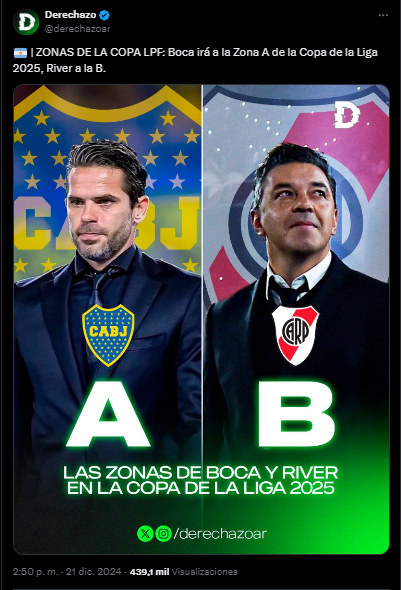 Derechazo
@derechazoar
| ZONAS DE LA COPA LPF: Boca irá a la Zona A de la Copa de la Liga
2025, River a la B.
D
CABJ
CABJ
CARP
A
B
LAS ZONAS DE BOCA Y RIVER
EN LA COPA DE LA LIGA 2025
/derechazoar
2:50 p. m. · 21 dic. 2024 · 439,1 mil Visualizaciones